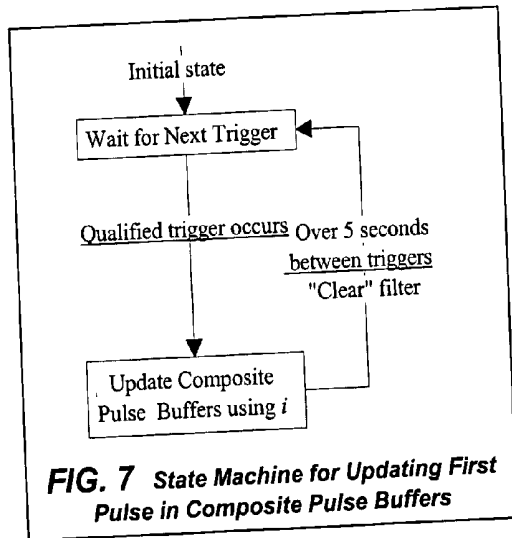 Initial state
Wait for Next Trigger
Qualified trigger occurs
Over 5 seconds
between triggers
"Clear" filter
Update Composite
Pulse Buffers using i
FIG. 7 State Machine for Updating First
Pulse in Composite Pulse Buffers